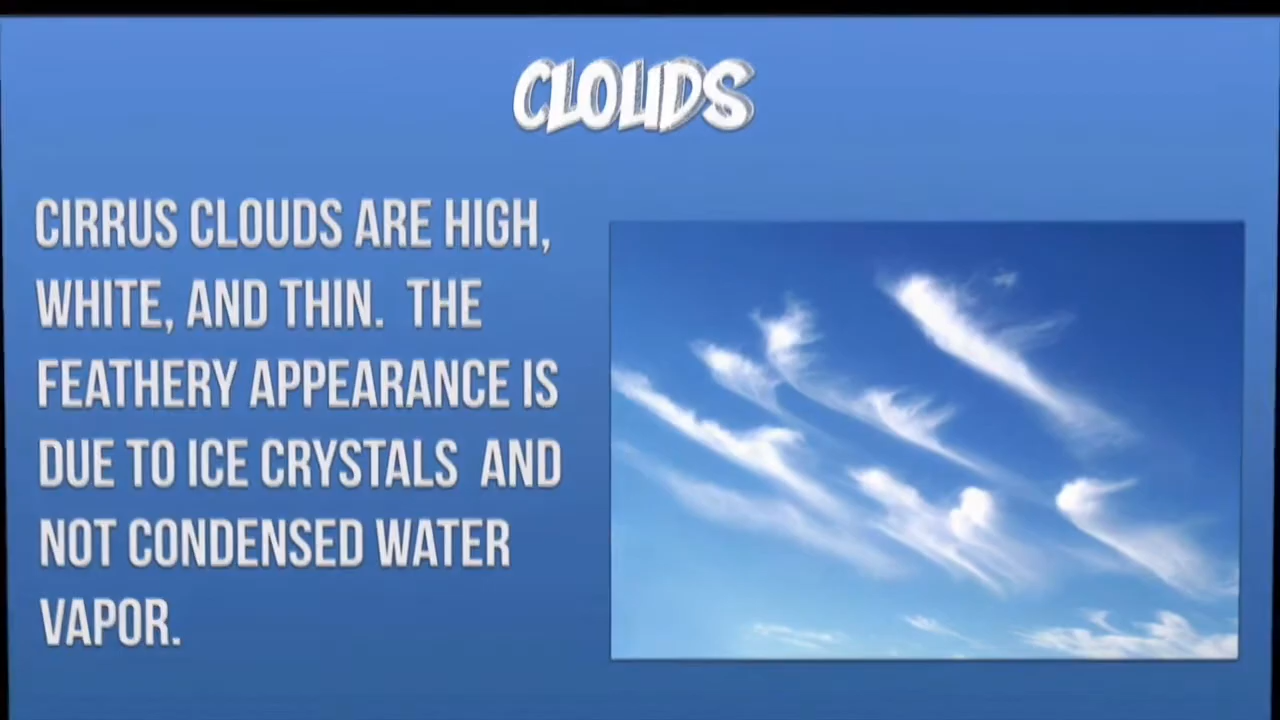 CLOUDS
CIRRUS CLOUDS ARE HIGH,
WHITE, AND THIN. THE
FEATHERY APPEARANCE IS
DUE TO ICE CRYSTALS AND
NOT CONDENSED WATER
VAPOR.